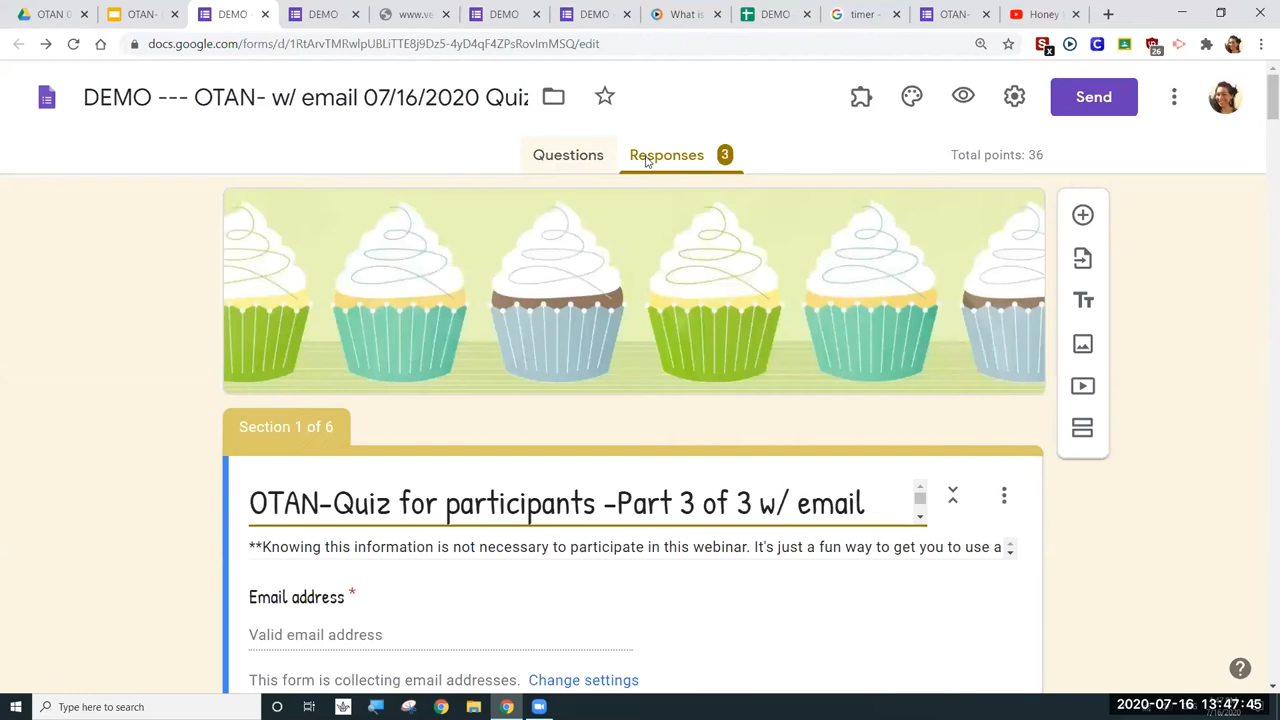 OTAN G
OTAN-
DEMO -
DEMO
www.ve
DEMO
DEMO
What is
DEMO
timer -
OTAN-
Honey
docs.google.com/forms/d/1RtArvTMRwIpUBLiTTE8jt3tz5-4yD4qF4ZPsRovlmMSQ/edit
26
DEMO --- OTAN- w/ email 07/16/2020 Quiz
Send
Questions
Responses 3
Total points: 36
Section 1 of 6
OTAN-Quiz for participants -Part 3 of 3 w/ email
**Knowing this information is not necessary to participate in this webinar. It's just a fun way to get you to use a
Email address *
Valid email address
This form is collecting email addresses. Change settings
Type here to search
2020-07-16 13:47:45